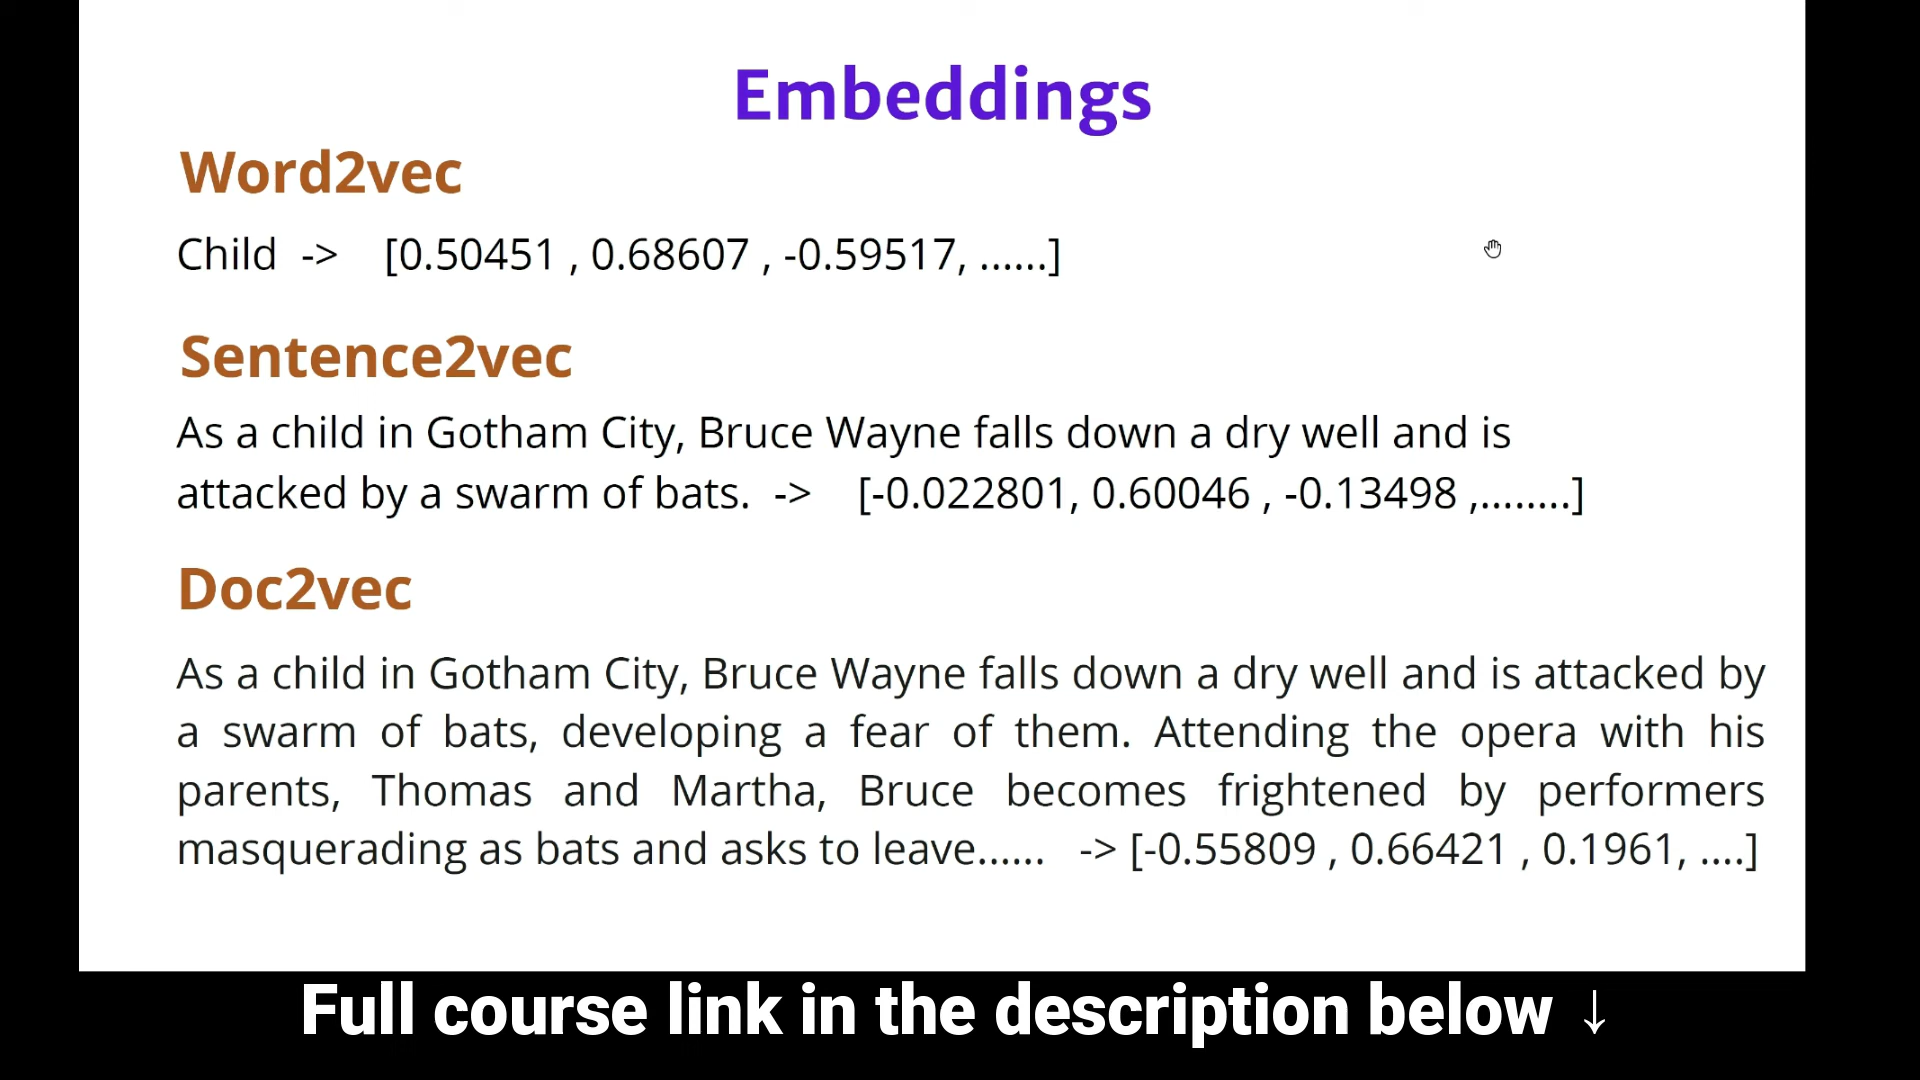 Embeddings
Word2vec
Child -> [0.50451 , 0.68607 , -0.59517, ......]
Sentence2vec
As a child in Gotham City, Bruce Wayne falls down a dry well and is
attacked by a swarm of bats. -> [-0.022801, 0.60046 , -0.13498 ,........]
Doc2vec
As a child in Gotham City, Bruce Wayne falls down a dry well and is attacked by
a swarm of bats, developing a fear of them. Attending the opera with his
parents, Thomas and Martha, Bruce becomes frightened by performers
masquerading as bats and asks to leave...... -> [-0.55809 , 0.66421 , 0.1961, ....]
Full course link in the description below ↓